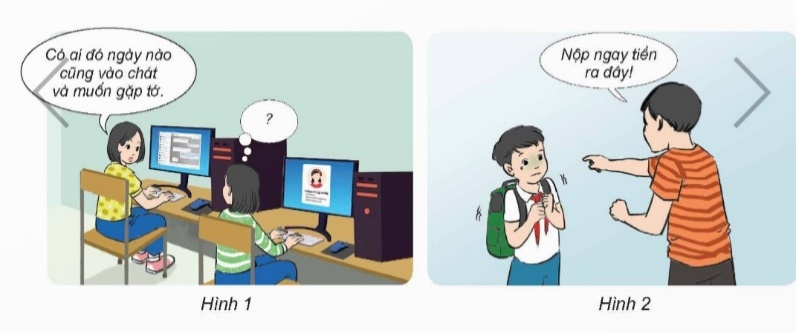 Có ai đó ngày nào
cũng vào chát
và muốn gặp tớ.
?
Hình 1
Nộp ngay tiền
ra đây!
Hình 2